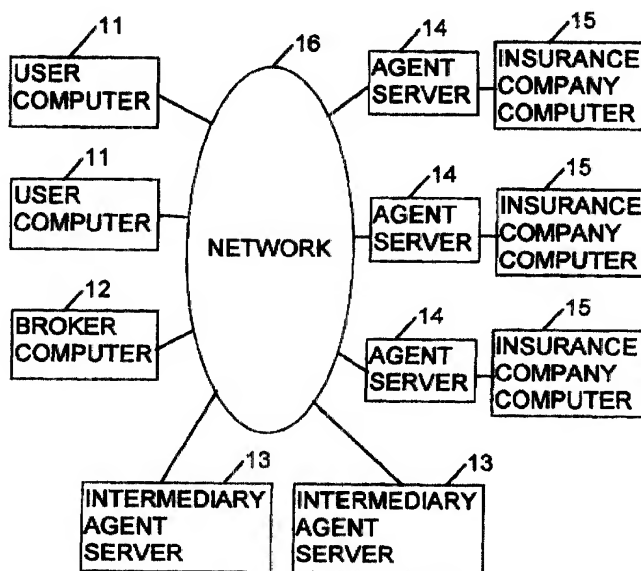 11
USER
COMPUTER
11
USER
COMPUTER
12
BROKER
COMPUTER
16
NETWORK
14
AGENT
SERVER
15
INSURANCE
COMPANY
COMPUTER
14
AGENT
SERVER
15
INSURANCE
COMPANY
COMPUTER
14
AGENT
SERVER
15
INSURANCE
COMPANY
COMPUTER
13
INTERMEDIARY
AGENT
SERVER
13
INTERMEDIARY
AGENT
SERVER